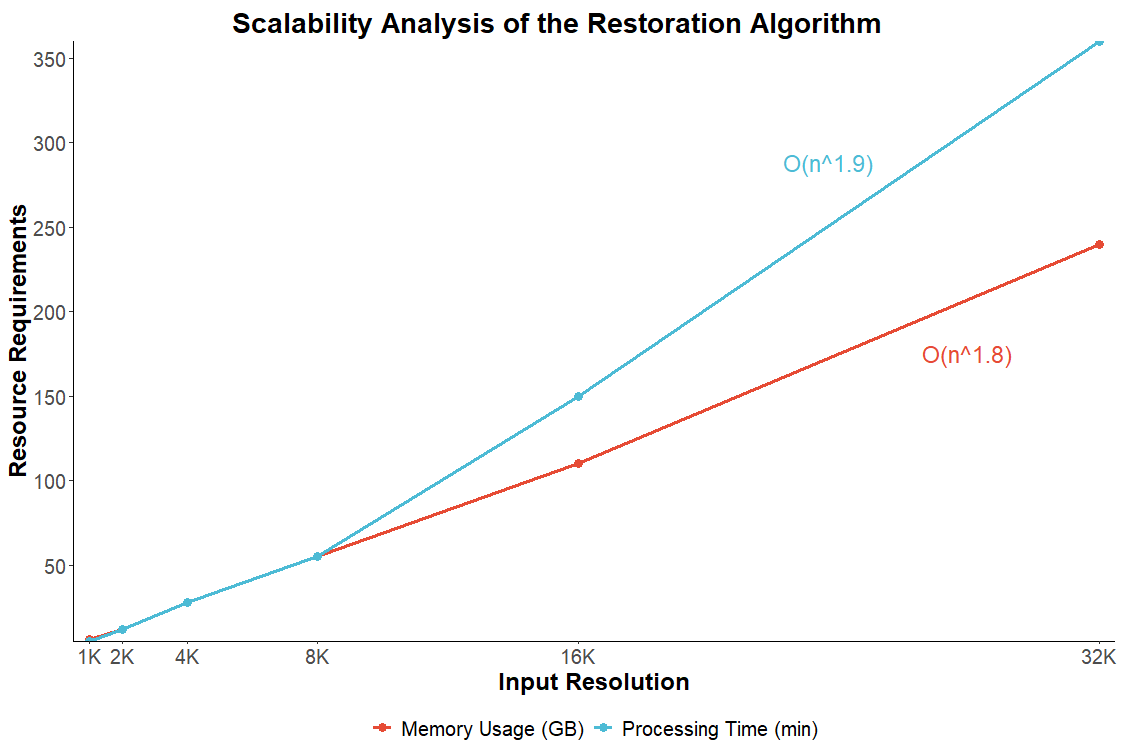 Scalability Analysis of the Restoration Algorithm
Resource Requirements
350
300
250
200
150
100
50
O(n^1.9)
O(n^1.8)
1K 2K 4K 8K 16K 32K
Input Resolution
Memory Usage (GB) Processing Time (min)